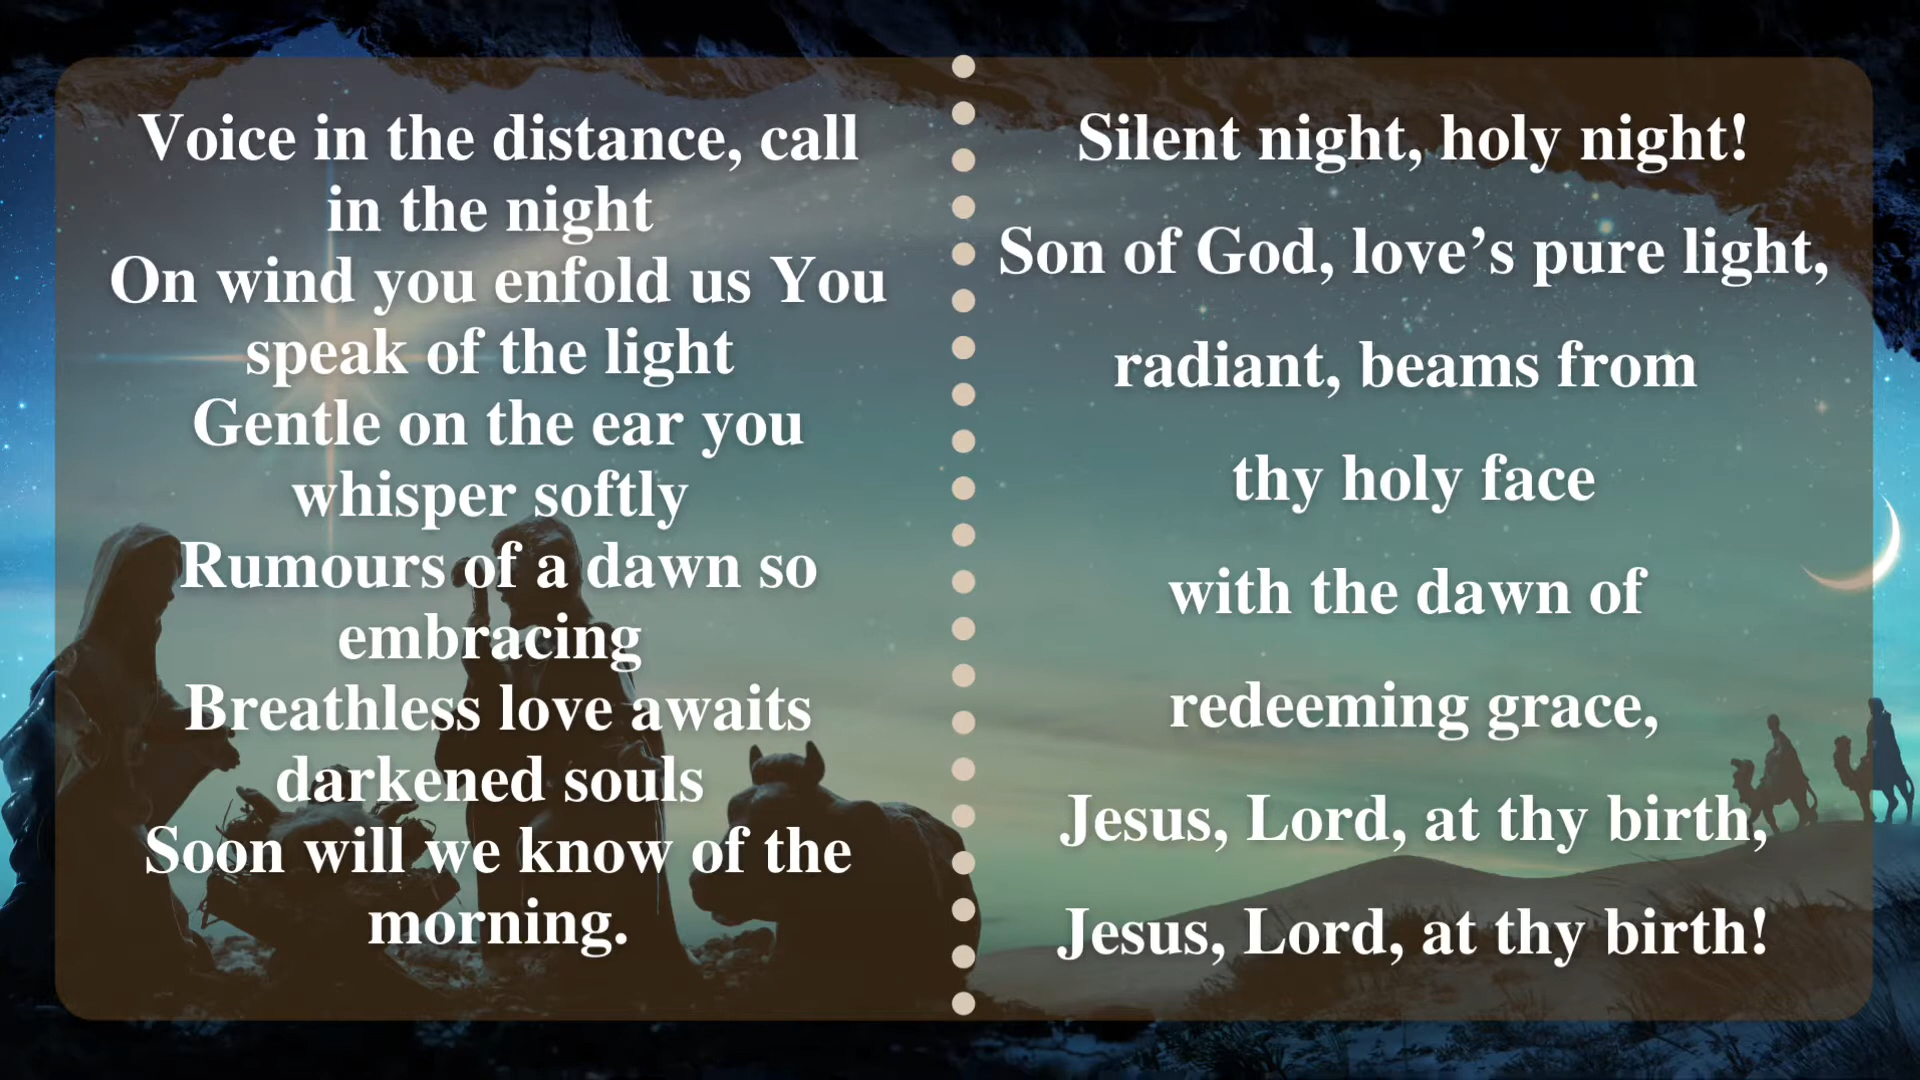 Voice in the distance, call
in the night
On wind you enfold us You
speak of the light
Gentle on the ear you
whisper softly
Rumours of a dawn so
embracing
Breathless love awaits
darkened souls
Soon will we know of the
morning.
Silent night, holy night!
Son of God, love’s pure light,
radiant, beams from
thy holy face
with the dawn of
redeeming grace,
Jesus, Lord, at thy birth,
Jesus, Lord, at thy birth!